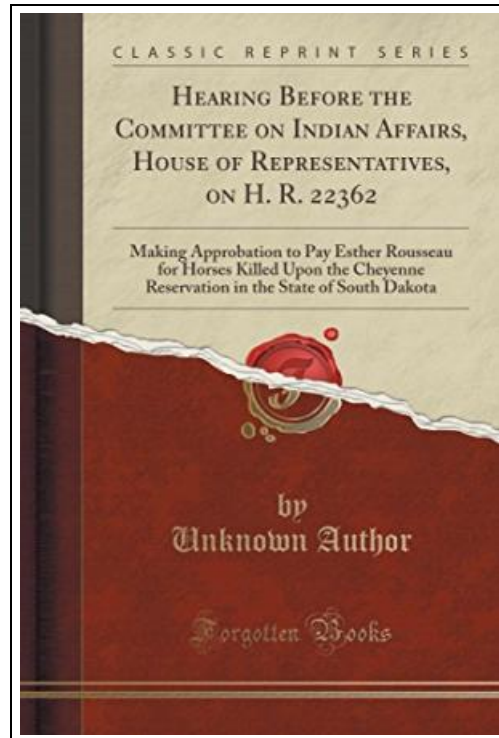 CLASSIC REPRINT SERIES
HEARING BEFORE THE
COMMITTEE ON INDIAN AFFAIRS,
HOUSE OF REPRESENTATIVES,
ON H. R. 22362
Making Approbation to Pay Esther Rousseau
for Horses Killed Upon the Cheyenne
Reservation in the State of South Dakota
by
Unknown Author
Forgotten Books